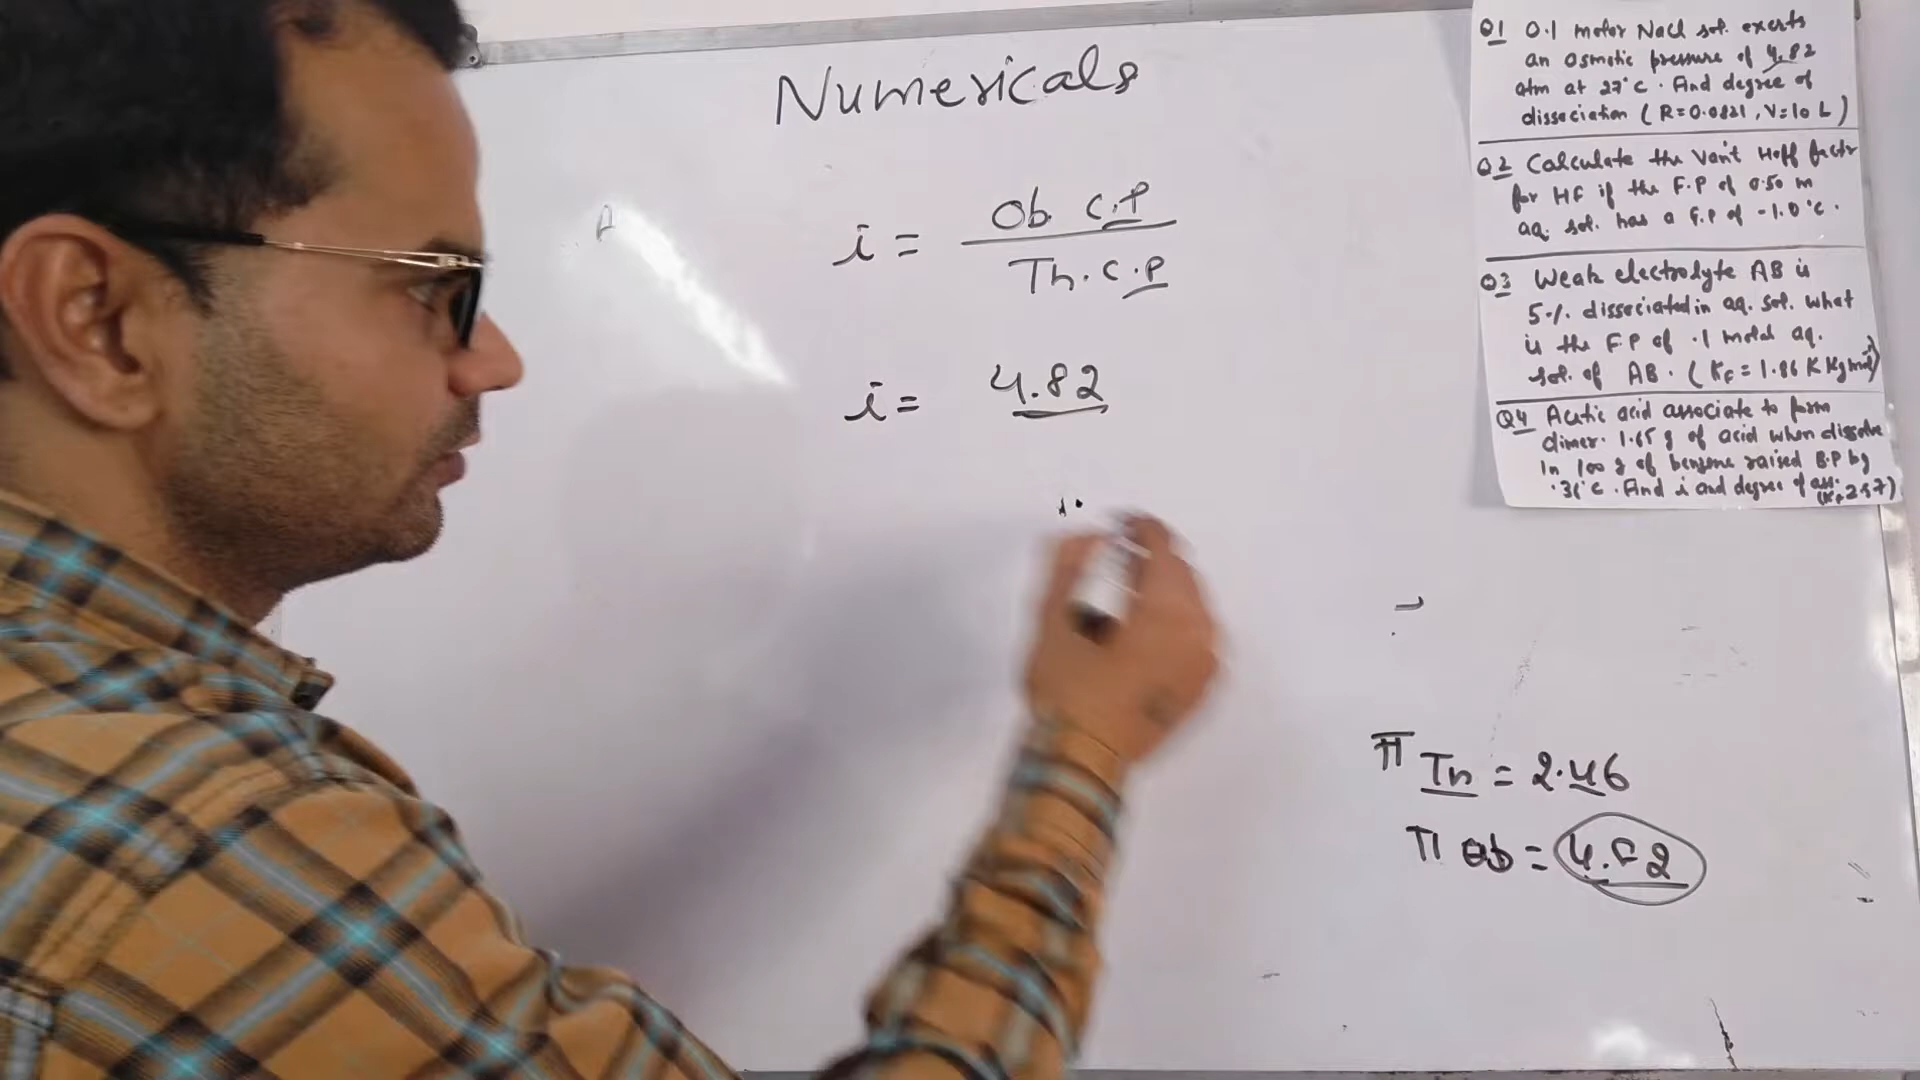 Numericals
i = Ob. C.P
Th. C.P
i = 4.82
π Th = 2.46
π Ob = 4.82
Q1 0.1 molar NaCl sol. exerts
an osmotic pressure of 4.82
atm at 27°C. Find degree of
dissociation (R=0.0821, V=10 L)
Q2 Calculate the Van't Hoff factr
for HF if the F.P of 0.50 m
aq. sol. has a F.P of -1.0°C.
Q3 Weak electrolyte AB is
5%. dissociated in aq. sol. what
is the F.P of .1 molal aq.
sol. of AB. (KF = 1.86 K Kg mol⁻¹)
Q4 Acetic acid associate to form
dimer. 1.65 g of acid when dissolve
in 100 g of benzene raised B.P by
.36°C. Find i and degree of ass.